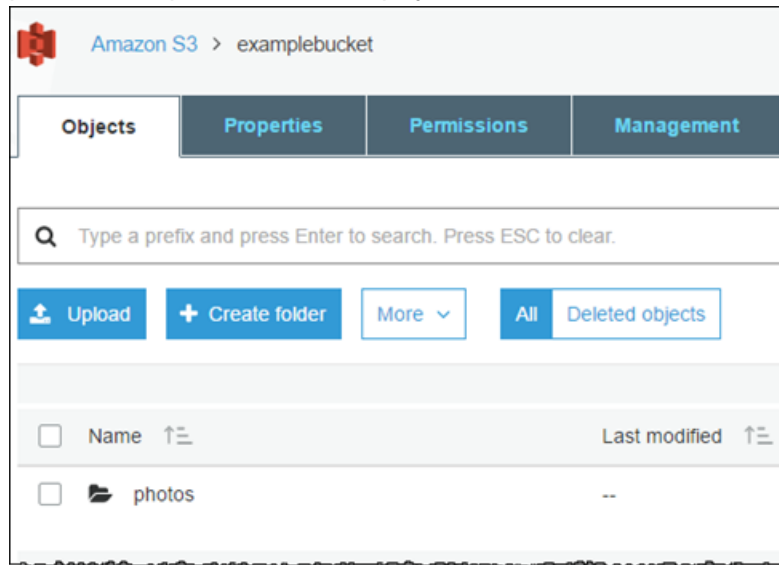 Amazon S3 > examplebucket
Objects Properties Permissions Management
Type a prefix and press Enter to search. Press ESC to clear.
Upload + Create folder More All Deleted objects
Name Last modified
photos --